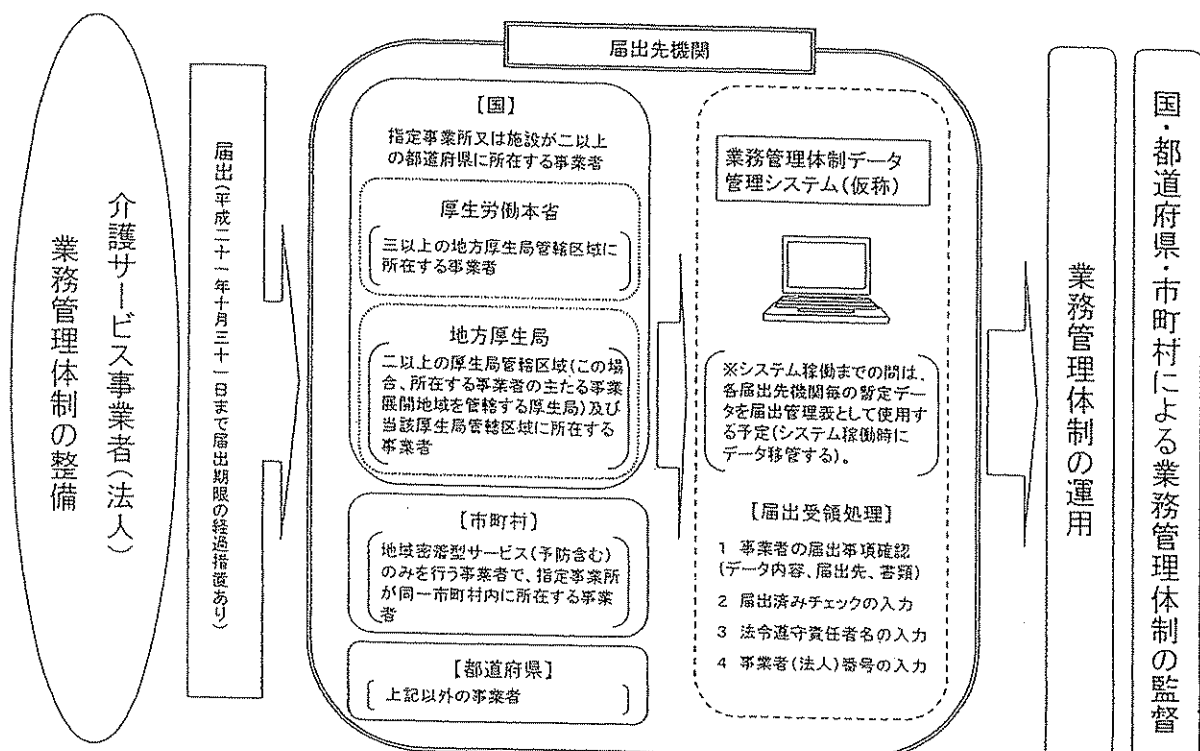 届出先機関
介護サービス事業者(法人)
業務管理体制の整備
届出(平成二十一年十月三十一日まで届出期限の経過措置あり)
【国】
指定事業所又は施設が二以上
の都道府県に所在する事業者
厚生労働本省
三以上の地方厚生局管轄区域に
所在する事業者
地方厚生局
二以上の厚生局管轄区域(この場
合、所在する事業者の主たる事業
展開地域を管轄する厚生局)及び
当該厚生局管轄区域に所在する
事業者
【市町村】
地域密着型サービス(予防含む)
のみを行う事業者で、指定事業所
が同一市町村内に所在する事業
者
【都道府県】
上記以外の事業者
業務管理体制データ
管理システム(仮称)
※システム稼働までの間は、
各届出先機関毎の暫定デー
タを届出管理表として使用す
る予定(システム稼働時に
データ移管する)。
【届出受領処理】
1 事業者の届出事項確認
(データ内容、届出先、書類)
2 届出済みチェックの入力
3 法令遵守責任者名の入力
4 事業者(法人)番号の入力
業務管理体制の運用
国・都道府県・市町村による業務管理体制の監督